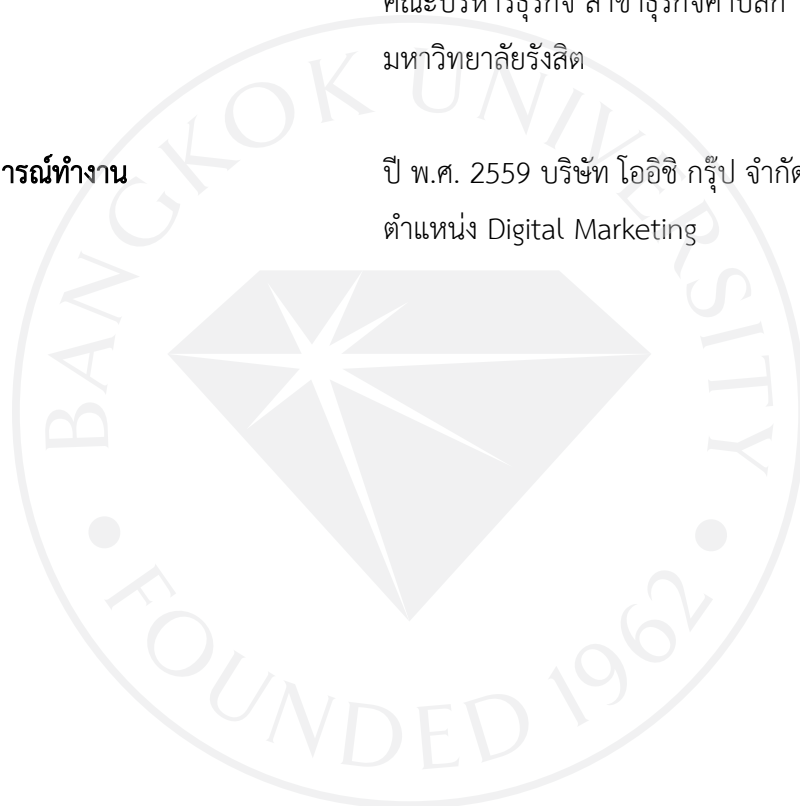 คณะบริหารธุรกิจ สาขาธุรกิจค้าปลีก
มหาวิทยาลัยรังสิต
ารณ์ทำงาน ปี พ.ศ. 2559 บริษัท โออิชิ กรุ๊ป จำกัด
ตำแหน่ง Digital Marketing
BANGKOK UNIVERSITY
FOUNDED 1962